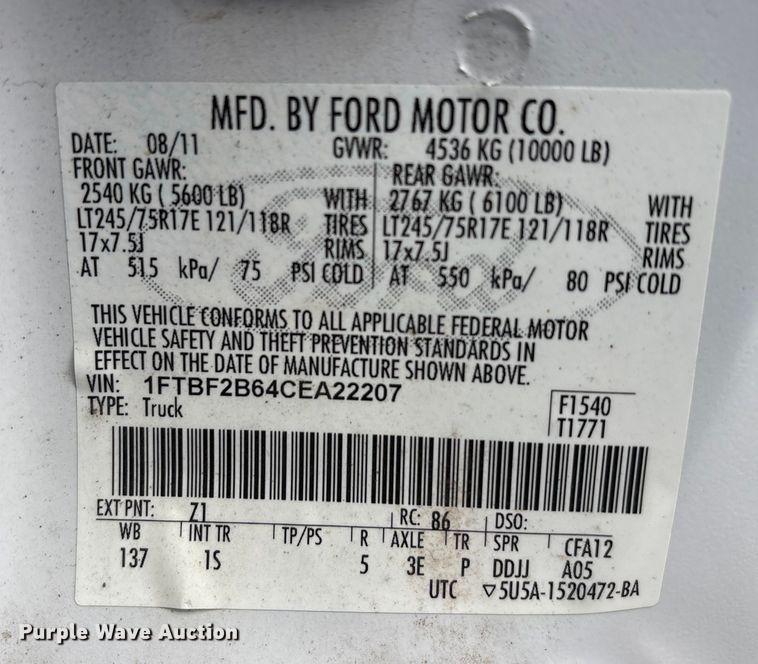 MFD. BY FORD MOTOR CO.
DATE: 08/11 GVWR: 4536 KG (10000 LB)
FRONT GAWR: REAR GAWR:
2540 KG ( 5600 LB) WITH 2767 KG ( 6100 LB) WITH
LT245/75R17E 121/118R TIRES LT245/75R17E 121/118R TIRES
17x7.5J RIMS 17x7.5J RIMS
AT 515 kPa/ 75 PSI COLD AT 550 kPa/ 80 PSI COLD
Ford
THIS VEHICLE CONFORMS TO ALL APPLICABLE FEDERAL MOTOR
VEHICLE SAFETY AND THEFT PREVENTION STANDARDS IN
EFFECT ON THE DATE OF MANUFACTURE SHOWN ABOVE.
VIN: 1FTBF2B64CEA22207
TYPE: Truck
F1540
T1771
EXT PNT: Z1 RC: 86 DSO:
WB INT TR TP/PS R AXLE TR SPR CFA12
137 1S 5 3E P DDJJ A05
UTC ▽5U5A-1520472-BA
Purple Wave Auction